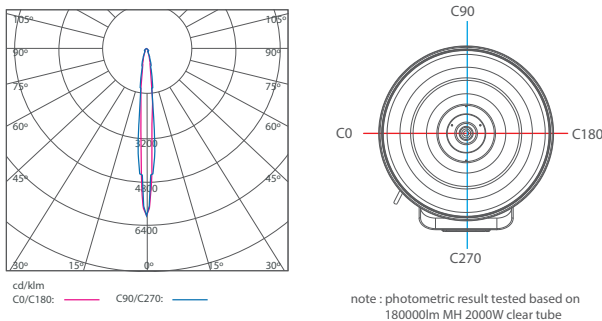 105° 105°
90° 90°
75° 75°
60° 60°
3200
45° 45°
4800
6400
30° 15° 0° 15° 30°
cd/klm
C0/C180: C90/C270:
C90
C0 C180
C270
note : photometric result tested based on
180000lm MH 2000W clear tube